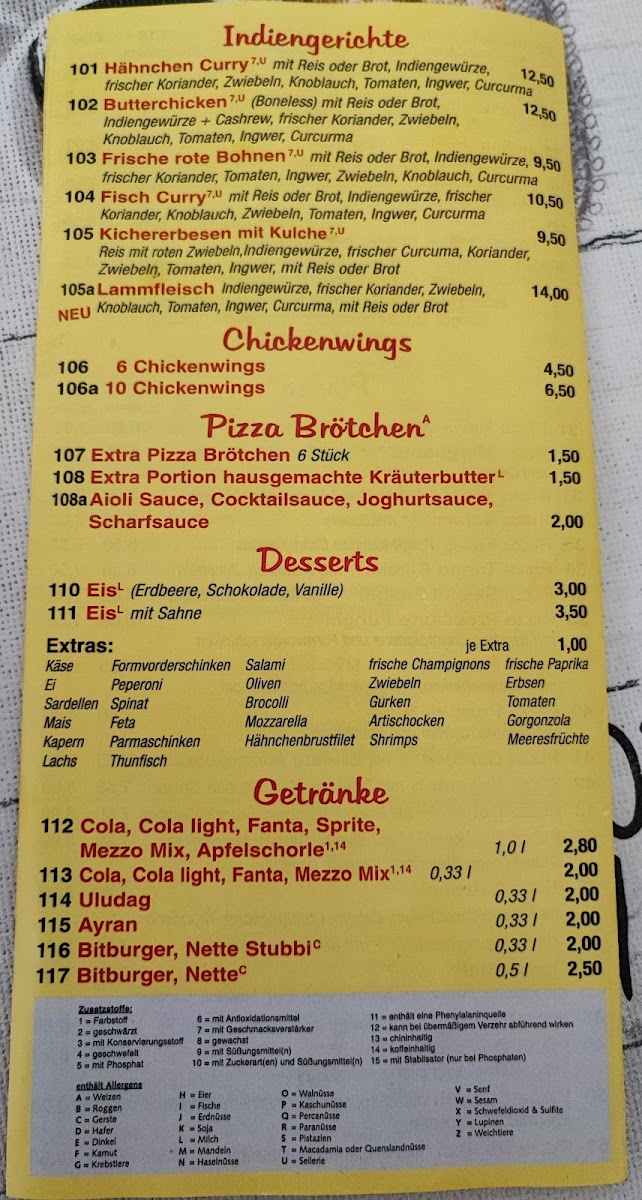 Indiengerichte
101 Hähnchen Curry 7,U mit Reis oder Brot, Indiengewürze,
frischer Koriander, Zwiebeln, Knoblauch, Tomaten, Ingwer, Curcurma 12,50
102 Butterchicken 7,U (Boneless) mit Reis oder Brot, 12,50
Indiengewürze + Cashrew, frischer Koriander, Zwiebeln,
Knoblauch, Tomaten, Ingwer, Curcurma
103 Frische rote Bohnen 7,U mit Reis oder Brot, Indiengewürze, 9,50
frischer Koriander, Tomaten, Ingwer, Zwiebeln, Knoblauch, Curcurma
104 Fisch Curry 7,U mit Reis oder Brot, Indiengewürze, frischer 10,50
Koriander, Knoblauch, Zwiebeln, Tomaten, Ingwer, Curcurma
105 Kichererbesen mit Kulche 7,U 9,50
Reis mit roten Zwiebeln,Indiengewürze, frischer Curcuma, Koriander,
Zwiebeln, Tomaten, Ingwer, mit Reis oder Brot
105a Lammfleisch Indiengewürze, frischer Koriander, Zwiebeln, 14,00
NEU Knoblauch, Tomaten, Ingwer, Curcurma, mit Reis oder Brot
Chickenwings
106 6 Chickenwings 4,50
106a 10 Chickenwings 6,50
Pizza Brötchen A
107 Extra Pizza Brötchen 6 Stück 1,50
108 Extra Portion hausgemachte Kräuterbutter L 1,50
108a Aioli Sauce, Cocktailsauce, Joghurtsauce,
Scharfsauce 2,00
Desserts
110 Eis L (Erdbeere, Schokolade, Vanille) 3,00
111 Eis L mit Sahne 3,50
Extras: je Extra 1,00
Käse Formvorderschinken Salami frische Champignons frische Paprika
Ei Peperoni Oliven Zwiebeln Erbsen
Sardellen Spinat Brocolli Gurken Tomaten
Mais Feta Mozzarella Artischocken Gorgonzola
Kapern Parmaschinken Hähnchenbrustfilet Shrimps Meeresfrüchte
Lachs Thunfisch
Getränke
112 Cola, Cola light, Fanta, Sprite,
Mezzo Mix, Apfelschorle 1,14 1,0 l 2,80
113 Cola, Cola light, Fanta, Mezzo Mix 1,14 0,33 l 2,00
114 Uludag 0,33 l 2,00
115 Ayran 0,33 l 2,00
116 Bitburger, Nette Stubbi C 0,33 l 2,00
117 Bitburger, Nette C 0,5 l 2,50
Zusatzstoffe:
1 = Farbstoff
2 = geschwärzt
3 = mit Konservierungsstoff
4 = geschwefelt
5 = mit Phosphat
6 = mit Antioxidationsmittel
7 = mit Geschmacksverstärker
8 = gewachst
9 = mit Süßungsmittel(n)
10 = mit Zuckerart(en) und Süßungsmittel(n)
11 = enthält eine Phenylalaninquelle
12 = kann bei übermäßigem Verzehr abführend wirken
13 = chininhaltig
14 = koffeinhaltig
15 = mit Stabilsator (nur bei Phosphaten)
enthält Allergene
A = Weizen
B = Roggen
C = Gerste
D = Hafer
E = Dinkel
F = Kamut
G = Krebstiere
H = Eier
I = Fische
J = Erdnüsse
K = Soja
L = Milch
M = Mandeln
N = Haselnüsse
O = Walnüsse
P = Kaschunüsse
Q = Percanüsse
R = Paranüsse
S = Pistazien
T = Macadamia oder Quenslandnüsse
U = Sellerie
V = Senf
W = Sesam
X = Schwefeldioxid & Sulfite
Y = Lupinen
Z = Weichtiere